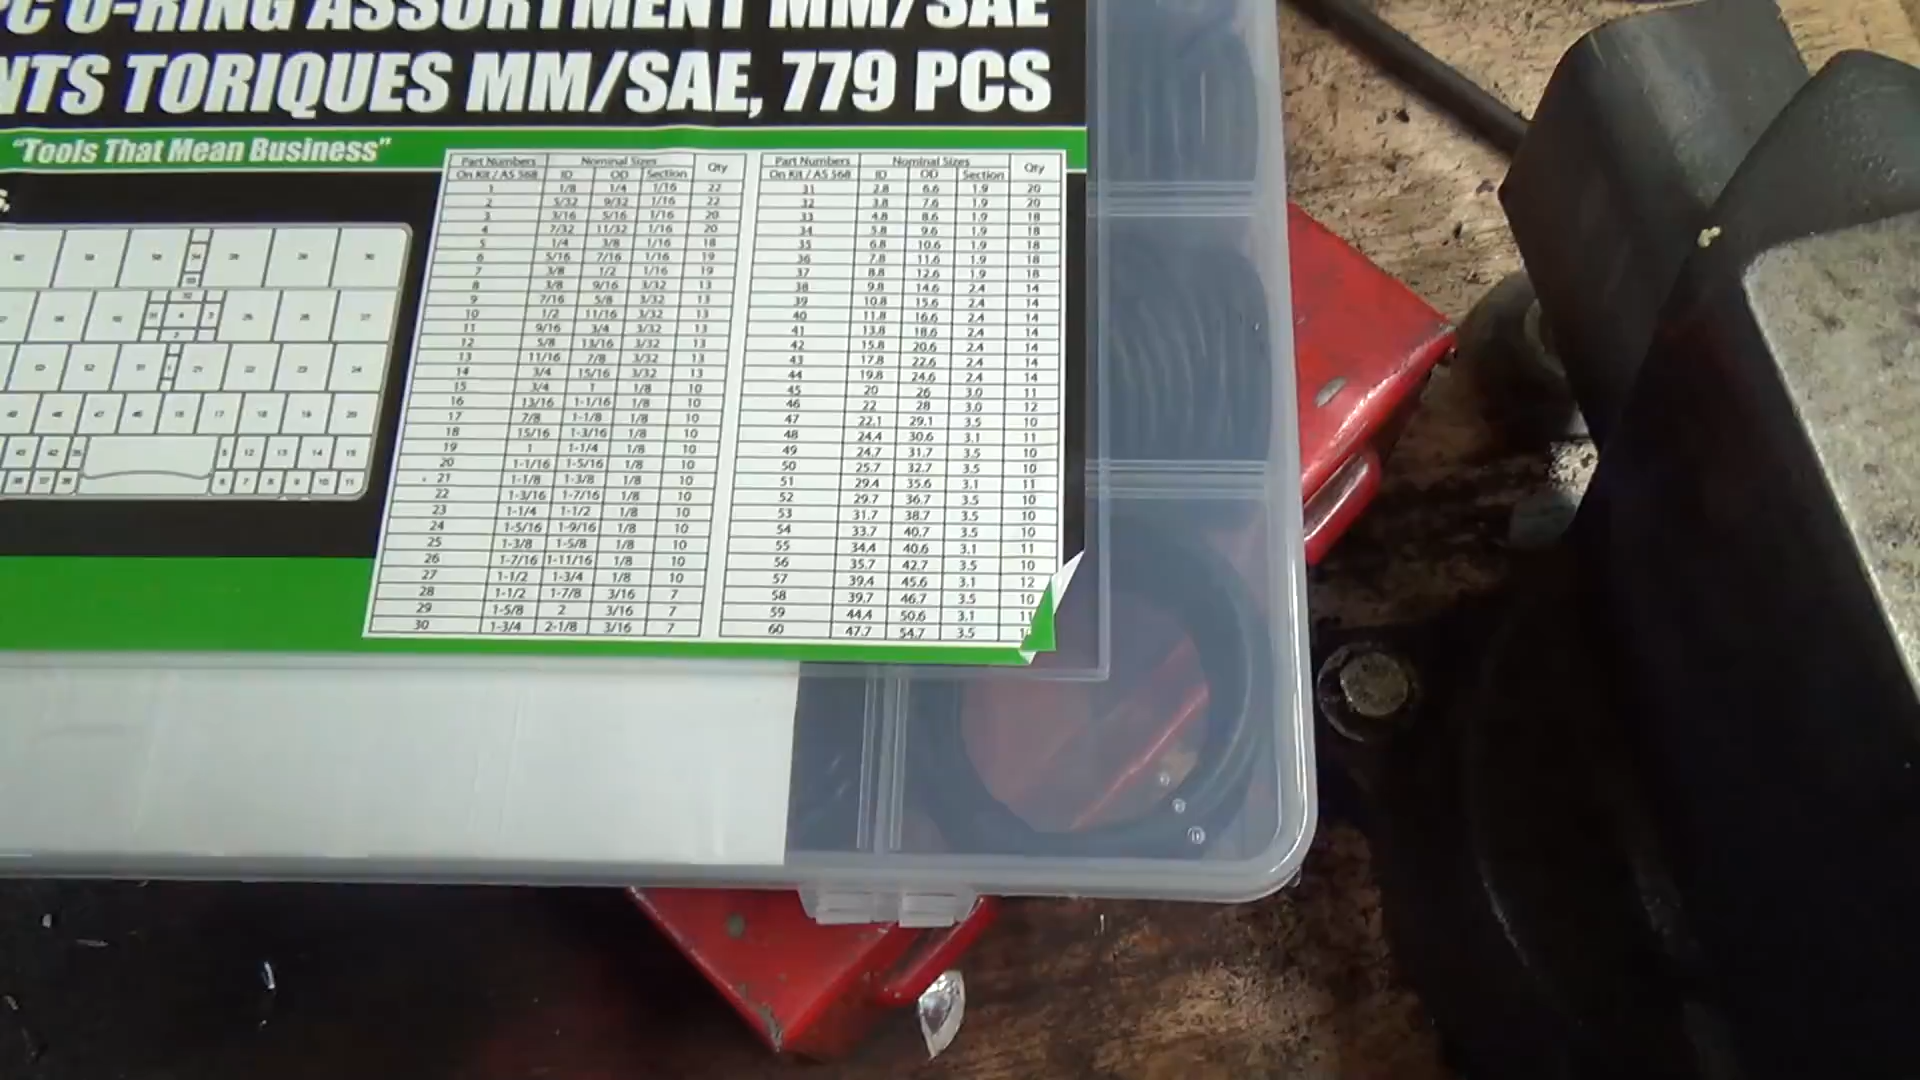 PC O-RING ASSORTMENT MM/SAE
NTS TORIQUES MM/SAE, 779 PCS
"Tools That Mean Business"
Part Numbers Nominal Sizes Qty
On Kit / AS 568 ID OD Section
1 1/8 1/4 1/16 22
2 5/32 9/32 1/16 22
3 3/16 5/16 1/16 20
4 7/32 11/32 1/16 20
5 1/4 3/8 1/16 18
6 5/16 7/16 1/16 19
7 3/8 1/2 1/16 19
8 3/8 9/16 3/32 13
9 7/16 5/8 3/32 13
10 1/2 11/16 3/32 13
11 9/16 3/4 3/32 13
12 5/8 13/16 3/32 13
13 11/16 7/8 3/32 13
14 3/4 15/16 3/32 13
15 3/4 1 1/8 10
16 13/16 1-1/16 1/8 10
17 7/8 1-1/8 1/8 10
18 15/16 1-3/16 1/8 10
19 1 1-1/4 1/8 10
20 1-1/16 1-5/16 1/8 10
21 1-1/8 1-3/8 1/8 10
22 1-3/16 1-7/16 1/8 10
23 1-1/4 1-1/2 1/8 10
24 1-5/16 1-9/16 1/8 10
25 1-3/8 1-5/8 1/8 10
26 1-7/16 1-11/16 1/8 10
27 1-1/2 1-3/4 1/8 10
28 1-1/2 1-7/8 3/16 7
29 1-5/8 2 3/16 7
30 1-3/4 2-1/8 3/16 7
Part Numbers Nominal Sizes Qty
On Kit / AS 568 ID OD Section
31 2.8 6.6 1.9 20
32 3.8 7.6 1.9 20
33 4.8 8.6 1.9 18
34 5.8 9.6 1.9 18
35 6.8 10.6 1.9 18
36 7.8 11.6 1.9 18
37 8.8 12.6 1.9 18
38 9.8 14.6 2.4 14
39 10.8 15.6 2.4 14
40 11.8 16.6 2.4 14
41 13.8 18.6 2.4 14
42 15.8 20.6 2.4 14
43 17.8 22.6 2.4 14
44 19.8 24.6 2.4 14
45 20 26 3.0 11
46 22 28 3.0 12
47 22.1 29.1 3.5 10
48 24.4 30.6 3.1 11
49 24.7 31.7 3.5 10
50 25.7 32.7 3.5 10
51 29.4 35.6 3.1 11
52 29.7 36.7 3.5 10
53 31.7 38.7 3.5 10
54 33.7 40.7 3.5 10
55 34.4 40.6 3.1 11
56 35.7 42.7 3.5 10
57 39.4 45.6 3.1 12
58 39.7 46.7 3.5 10
59 44.4 50.6 3.1 11
60 47.7 54.7 3.5